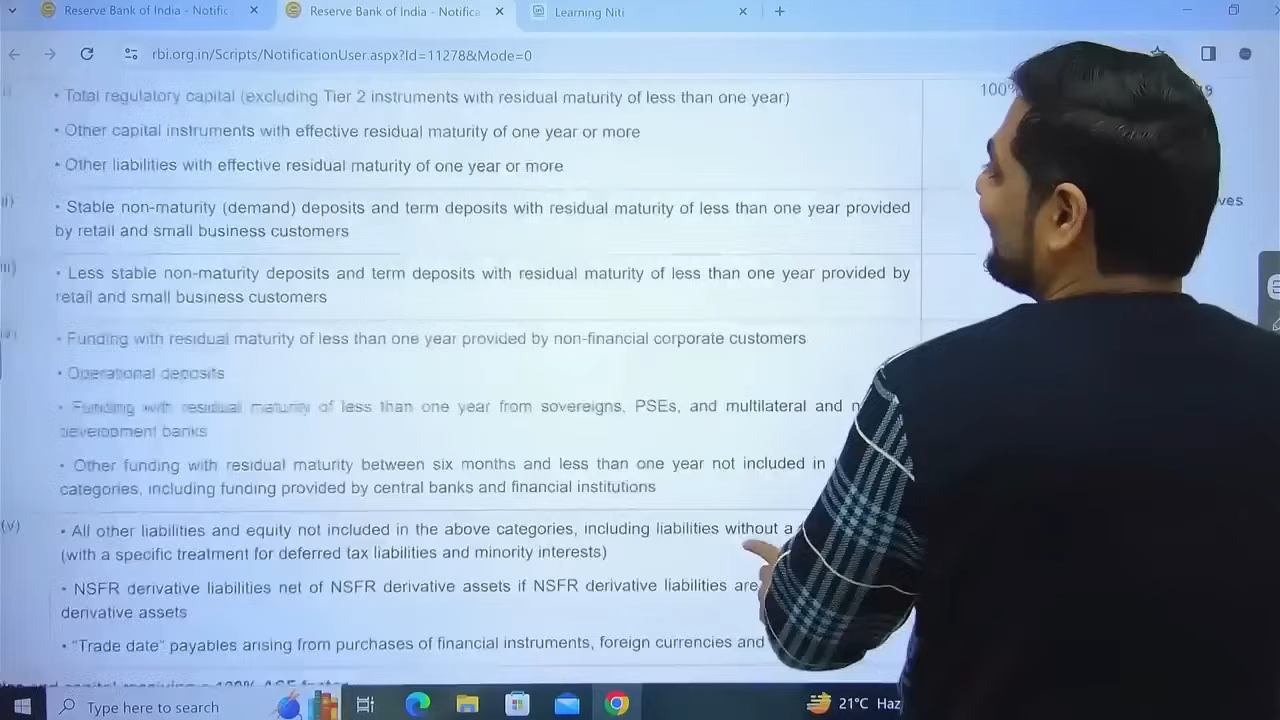 Reserve Bank of India - Notific
Reserve Bank of India - Notifica
Learning Niti
rbi.org.in/Scripts/NotificationUser.aspx?Id=11278&Mode=0
• Total regulatory capital (excluding Tier 2 instruments with residual maturity of less than one year)
100%
• Other capital instruments with effective residual maturity of one year or more
• Other liabilities with effective residual maturity of one year or more
• Stable non-maturity (demand) deposits and term deposits with residual maturity of less than one year provided
by retail and small business customers
• Less stable non-maturity deposits and term deposits with residual maturity of less than one year provided by
retail and small business customers
• Funding with residual maturity of less than one year provided by non-financial corporate customers
• Operational deposits
• Funding with residual maturity of less than one year from sovereigns, PSEs, and multilateral and
development banks
• Other funding with residual maturity between six months and less than one year not included in
categories, including funding provided by central banks and financial institutions
(v)
• All other liabilities and equity not included in the above categories, including liabilities without a
(with a specific treatment for deferred tax liabilities and minority interests)
• NSFR derivative liabilities net of NSFR derivative assets if NSFR derivative liabilities are
derivative assets
• "Trade date" payables arising from purchases of financial instruments, foreign currencies and
Type here to search
21°C Haz